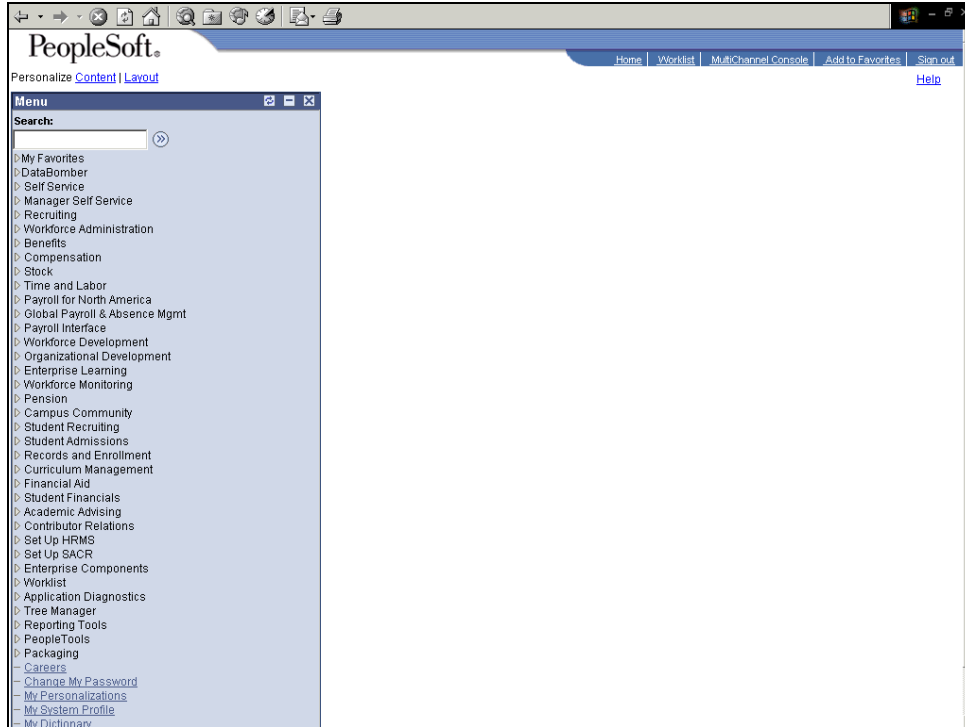 PeopleSoft.
Home | Worklist | MultiChannel Console | Add to Favorites | Sign out
Personalize Content | Layout
Help
Menu
Search:
My Favorites
DataBomber
Self Service
Manager Self Service
Recruiting
Workforce Administration
Benefits
Compensation
Stock
Time and Labor
Payroll for North America
Global Payroll & Absence Mgmt
Payroll Interface
Workforce Development
Organizational Development
Enterprise Learning
Workforce Monitoring
Pension
Campus Community
Student Recruiting
Student Admissions
Records and Enrollment
Curriculum Management
Financial Aid
Student Financials
Academic Advising
Contributor Relations
Set Up HRMS
Set Up SACR
Enterprise Components
Worklist
Application Diagnostics
Tree Manager
Reporting Tools
PeopleTools
Packaging
– Careers
– Change My Password
– My Personalizations
– My System Profile
– My Dictionary